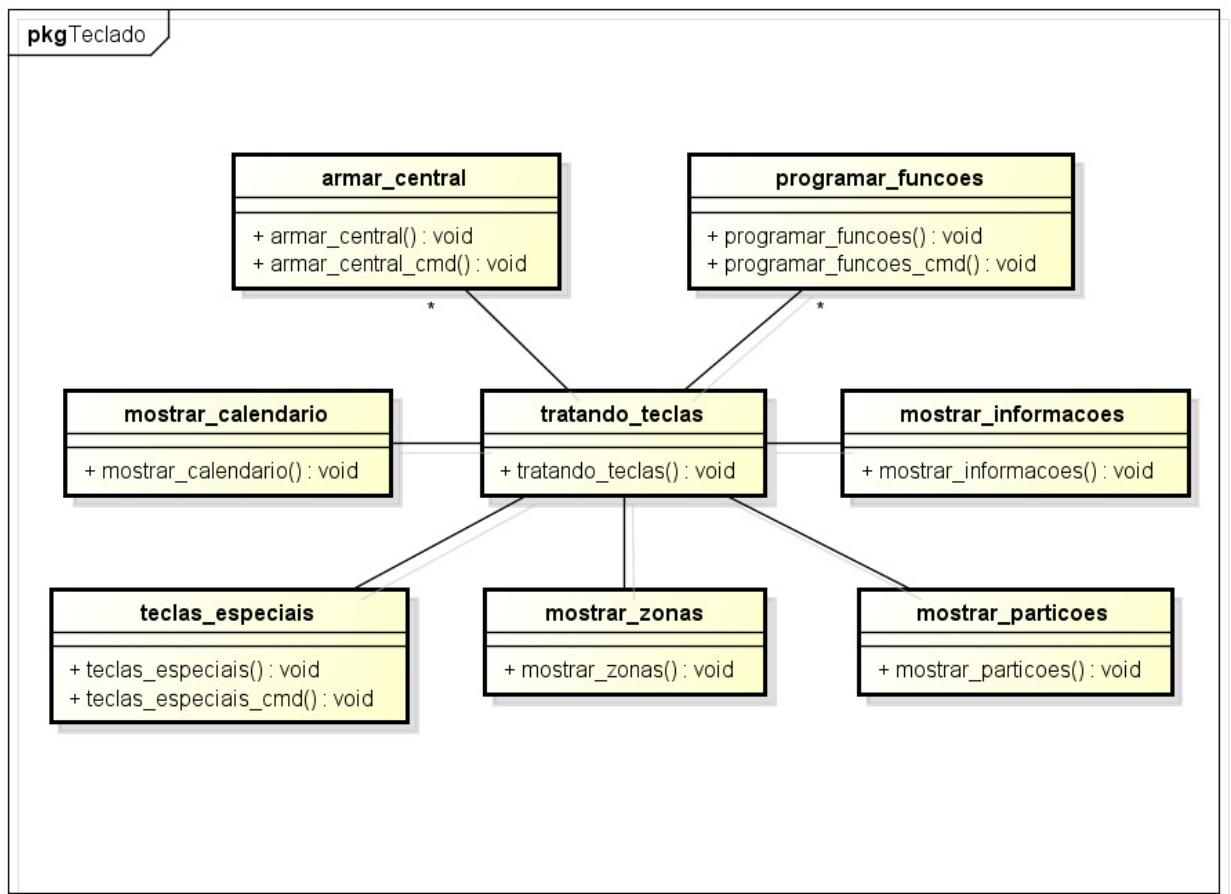 pkgTeclado
armar_central
+ armar_central() : void
+ armar_central_cmd() : void
*
programar_funcoes
+ programar_funcoes() : void
+ programar_funcoes_cmd() : void
*
mostrar_calendario
+ mostrar_calendario() : void
tratando_teclas
+ tratando_teclas() : void
mostrar_informacoes
+ mostrar_informacoes() : void
teclas_especiais
+ teclas_especiais() : void
+ teclas_especiais_cmd() : void
mostrar_zonas
+ mostrar_zonas() : void
mostrar_particoes
+ mostrar_particoes() : void